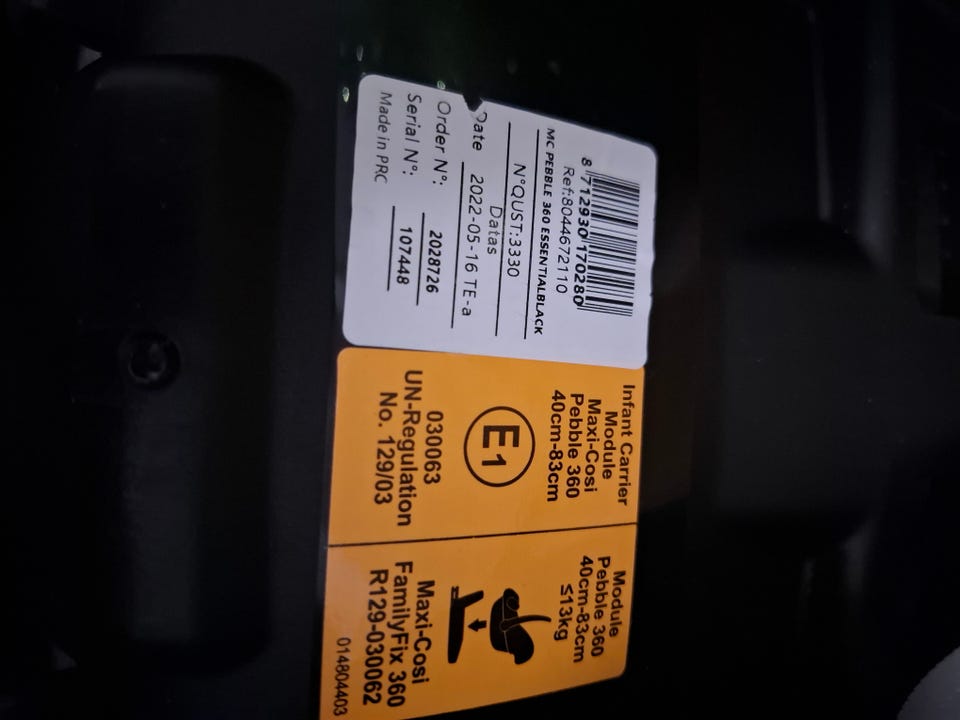 8 712930 170280
Ref:8044672110
MC PEBBLE 360 ESSENTIALBLACK
N°QUST:3330
Datas
Date 2022-05-16 TE-a
Order N°: 2028726
Serial N°: 107448
Made in PRC
Infant Carrier
Module
Maxi-Cosi
Pebble 360
40cm-83cm
E1
030063
UN-Regulation
No. 129/03
Module
Pebble 360
40cm-83cm
≤13kg
Maxi-Cosi
FamilyFix 360
R129-030062
014804403